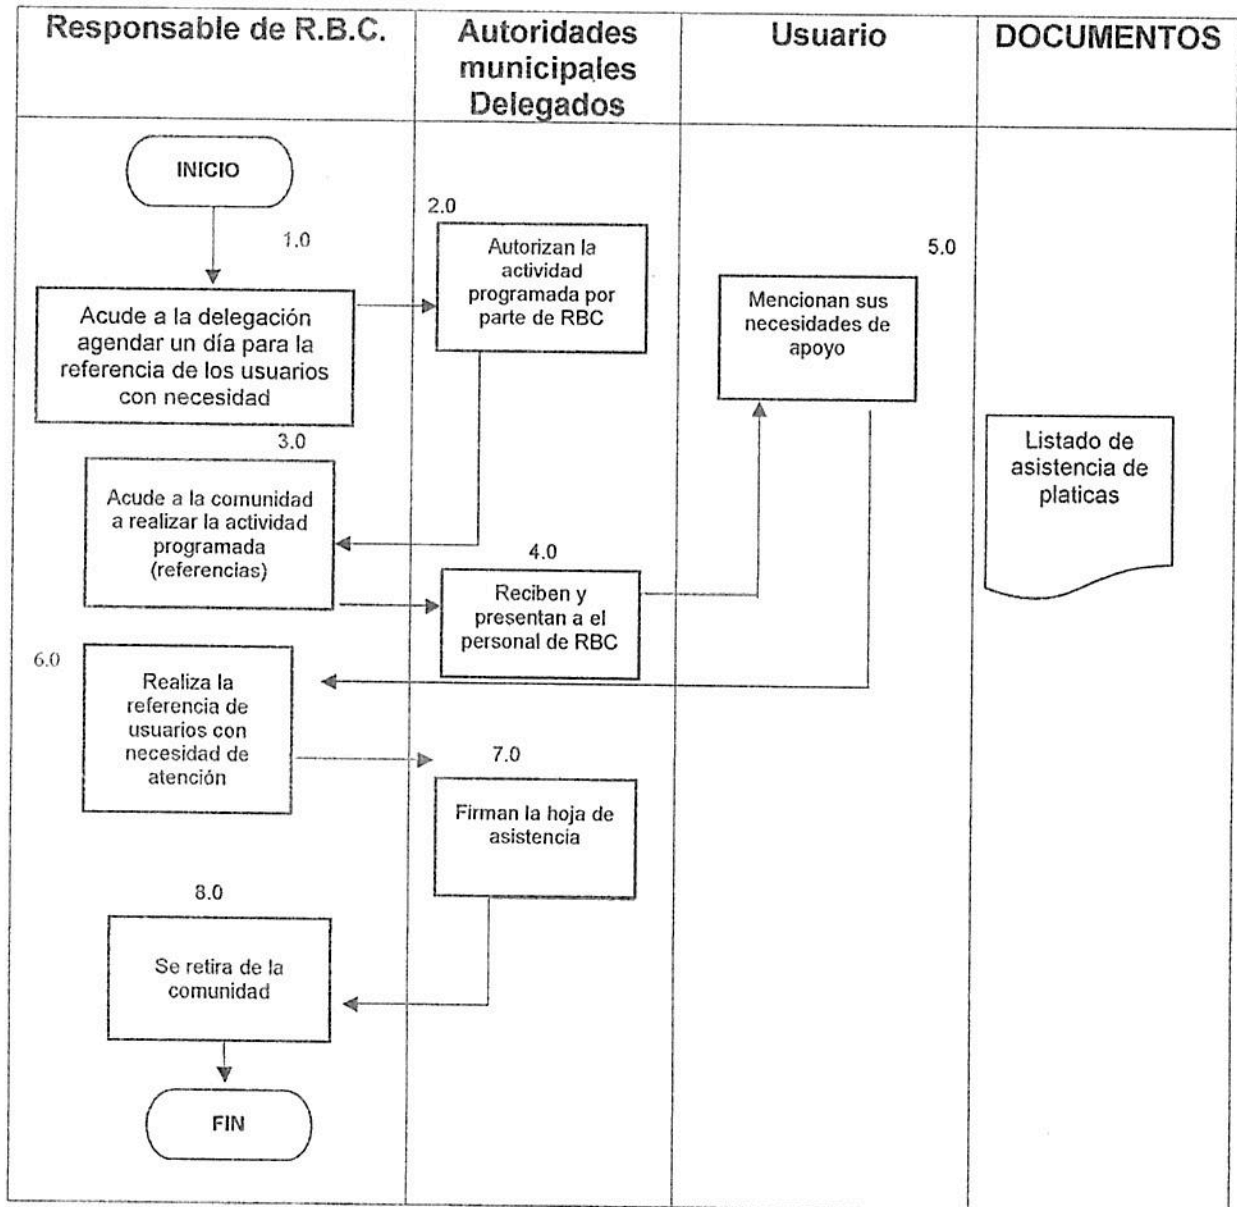 Responsable de R.B.C.
Autoridades
municipales
Delegados
Usuario
DOCUMENTOS
INICIO
1.0
Acude a la delegación
agendar un día para la
referencia de los usuarios
con necesidad
2.0
Autorizan la
actividad
programada por
parte de RBC
3.0
Acude a la comunidad
a realizar la actividad
programada
(referencias)
4.0
Reciben y
presentan a el
personal de RBC
5.0
Mencionan sus
necesidades de
apoyo
Listado de
asistencia de
platicas
6.0
Realiza la
referencia de
usuarios con
necesidad de
atención
7.0
Firman la hoja de
asistencia
8.0
Se retira de la
comunidad
FIN